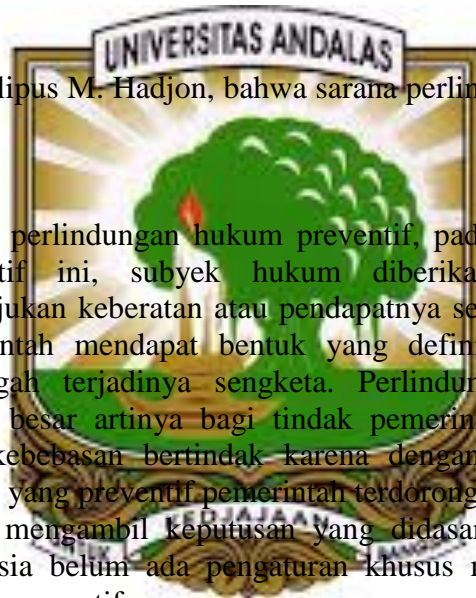 UNIVERSITAS ANDALAS
lipus M. Hadjon, bahwa sarana perlin
perlindungan hukum preventif, pad
tif ini, subyek hukum diberika
jukan keberatan atau pendapatnya se
ntah mendapat bentuk yang defin
gah terjadinya sengketa. Perlindun
besar artinya bagi tindak pemerin
kebebasan bertindak karena dengan
yang preventif pemerintah terdorong
mengambil keputusan yang didasar
KEDJAJAAN
sia belum ada pengaturan khusus